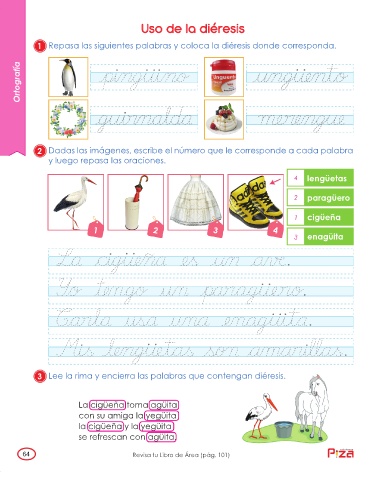 Uso de la diéresis
1 Repasa las siguientes palabras y coloca la diéresis donde corresponda.
Ortografía
pingüino
Unguento
ungüento
guirnalda
merengue
2 Dadas las imágenes, escribe el número que le corresponde a cada palabra
y luego repasa las oraciones.
4 lengüetas
2 paragüero
1 cigüeña
3 enagüita
1 2 3 4
adidas
La cigüeña es un ave.
Yo tengo un paragüero.
Carla usa una enagüita.
Mis lengüetas son amarillas.
3 Lee la rima y encierra las palabras que contengan diéresis.
La cigüeña toma agüita
con su amiga la yegüita
la cigüeña y la yegüita
se refrescan con agüita.
64
Revisa tu Libro de Área (pág. 101)
Piza